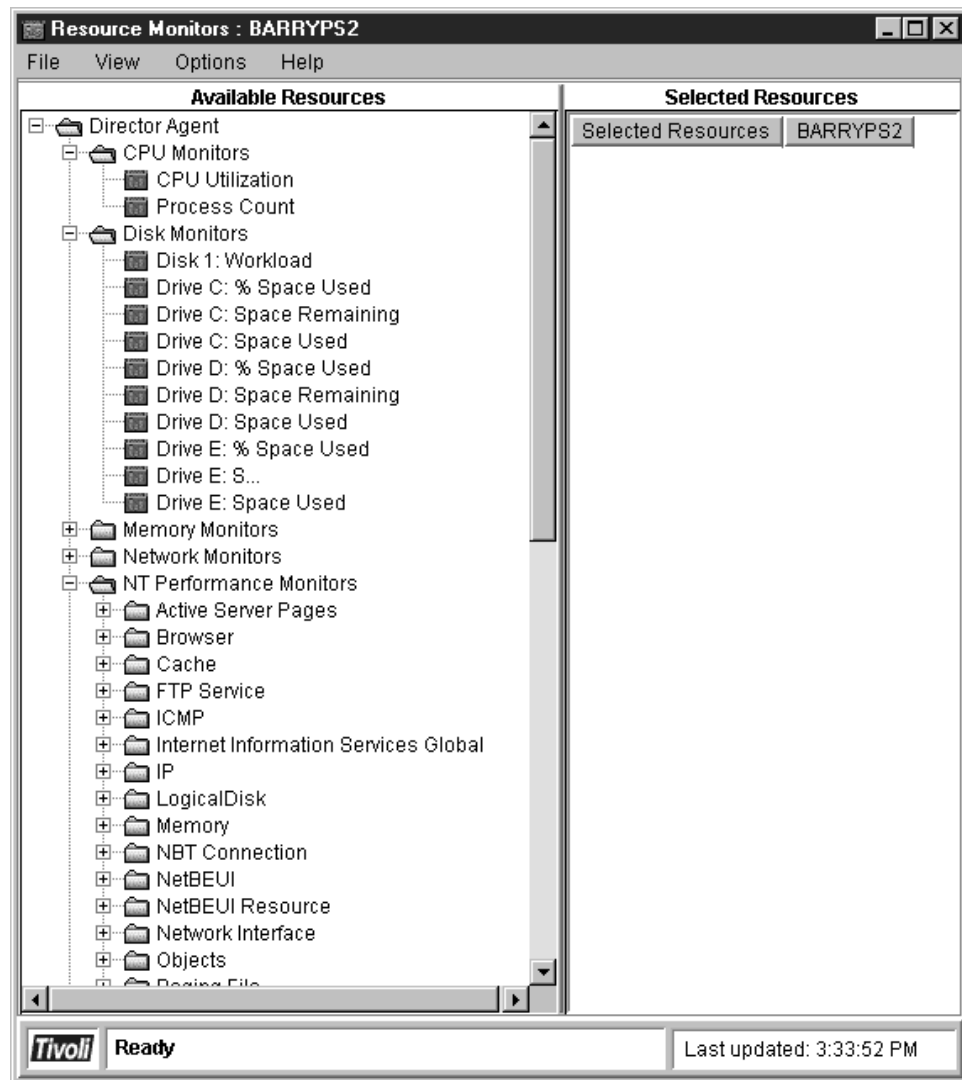 Resource Monitors : BARRYPS2
File View Options Help
Available Resources
Selected Resources
Director Agent
CPU Monitors
CPU Utilization
Process Count
Disk Monitors
Disk 1: Workload
Drive C: % Space Used
Drive C: Space Remaining
Drive C: Space Used
Drive D: % Space Used
Drive D: Space Remaining
Drive D: Space Used
Drive E: % Space Used
Drive E: S...
Drive E: Space Used
Memory Monitors
Network Monitors
NT Performance Monitors
Active Server Pages
Browser
Cache
FTP Service
ICMP
Internet Information Services Global
IP
LogicalDisk
Memory
NBT Connection
NetBEUI
NetBEUI Resource
Network Interface
Objects
Paging File
Selected Resources BARRYPS2
Tivoli Ready
Last updated: 3:33:52 PM